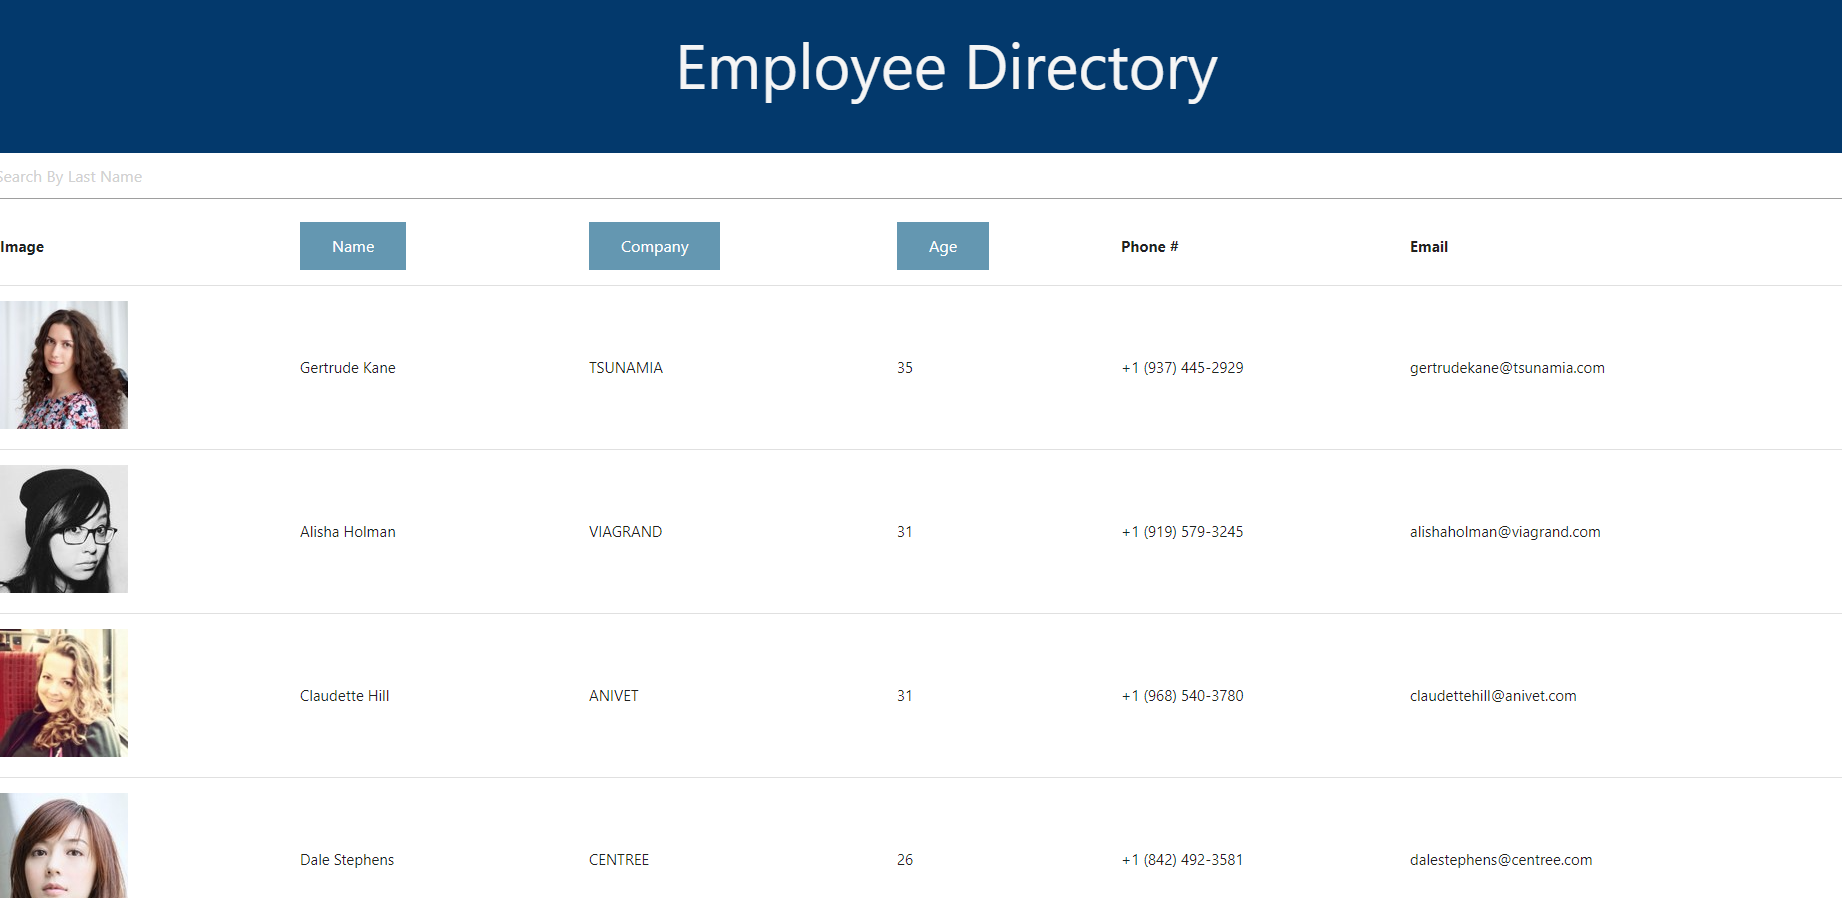 Employee Directory
Search By Last Name
Image Name Company Age Phone # Email
Gertrude Kane TSUNAMIA 35 +1 (937) 445-2929 gertrudekane@tsunamia.com
Alisha Holman VIAGRAND 31 +1 (919) 579-3245 alishaholman@viagrand.com
Claudette Hill ANIVET 31 +1 (968) 540-3780 claudettehill@anivet.com
Dale Stephens CENTREE 26 +1 (842) 492-3581 dalestephens@centree.com